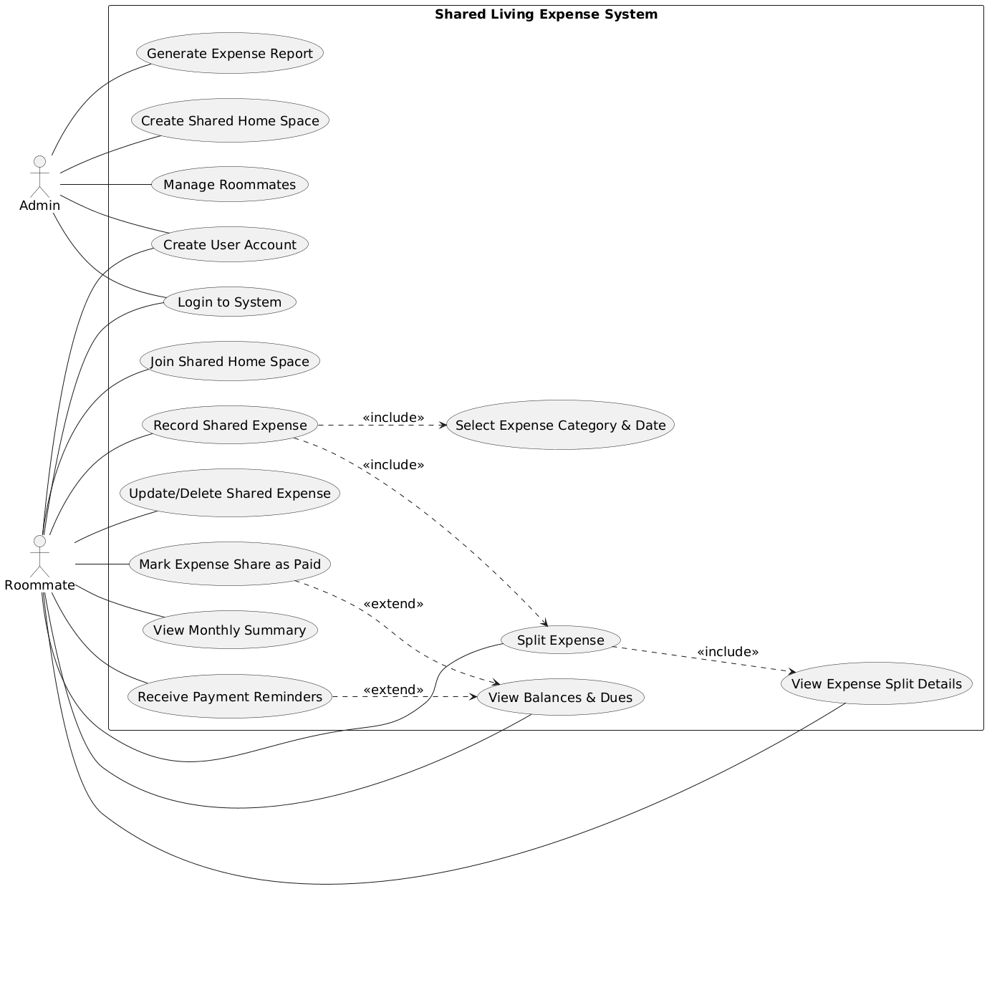 Shared Living Expense System
Generate Expense Report
Create Shared Home Space
Manage Roommates
Admin
Create User Account
Login to System
Join Shared Home Space
«include»
Record Shared Expense
Select Expense Category & Date
«include»
Update/Delete Shared Expense
Mark Expense Share as Paid
Roommate
«extend»
View Monthly Summary
Split Expense
«include»
View Expense Split Details
«extend»
Receive Payment Reminders
View Balances & Dues